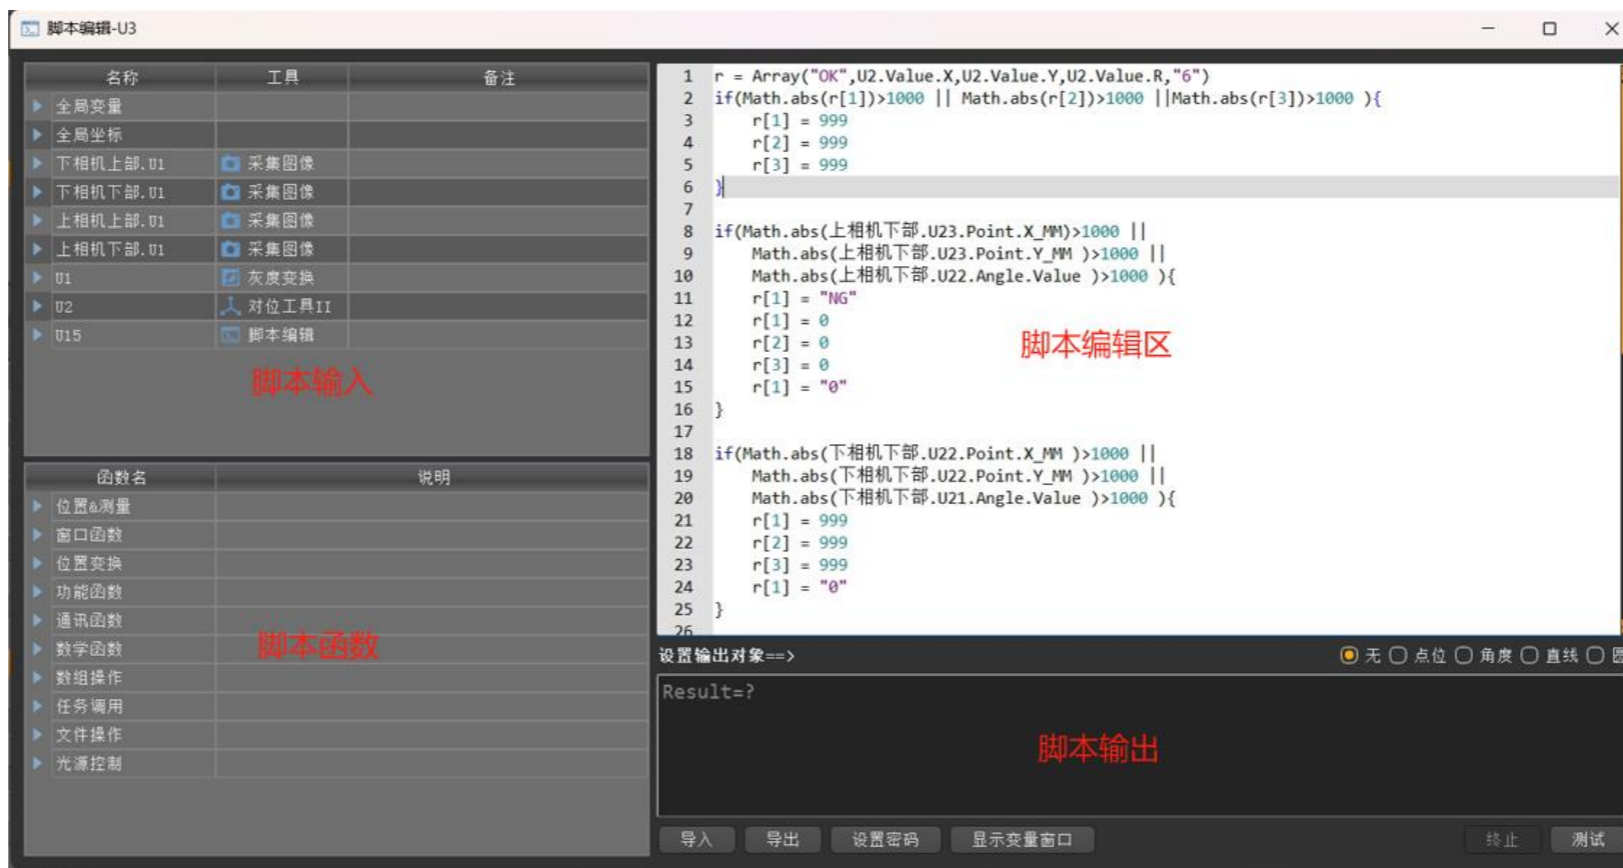 脚本编辑-U3
名称 工具 备注
全局变量
全局坐标
下相机上部.U1 采集图像
下相机下部.U1 采集图像
上相机上部.U1 采集图像
上相机下部.U1 采集图像
U1 灰度变换
U2 对位工具II
U15 脚本编辑
脚本输入
函数名 说明
位置&测量
窗口函数
位置变换
功能函数
通讯函数
数学函数
脚本函数
数组操作
任务调用
文件操作
光源控制
1 r = Array("OK",U2.Value.X,U2.Value.Y,U2.Value.R,"6")
2 if(Math.abs(r[1])>1000 || Math.abs(r[2])>1000 ||Math.abs(r[3])>1000 ){
3 r[1] = 999
4 r[2] = 999
5 r[3] = 999
6 }
7
8 if(Math.abs(上相机下部.U23.Point.X_MM)>1000 ||
9 Math.abs(上相机下部.U23.Point.Y_MM )>1000 ||
10 Math.abs(上相机下部.U22.Angle.Value )>1000 ){
11 r[1] = "NG"
12 r[1] = 0
13 r[2] = 0
14 r[3] = 0
15 r[1] = "0"
16 }
17
18 if(Math.abs(下相机下部.U22.Point.X_MM )>1000 ||
19 Math.abs(下相机下部.U22.Point.Y_MM )>1000 ||
20 Math.abs(下相机下部.U21.Angle.Value )>1000 ){
21 r[1] = 999
22 r[2] = 999
23 r[3] = 999
24 r[1] = "0"
25 }
26
脚本编辑区
设置输出对象==> 无 点位 角度 直线 圆
Result=?
脚本输出
导入 导出 设置密码 显示变量窗口 终止 测试